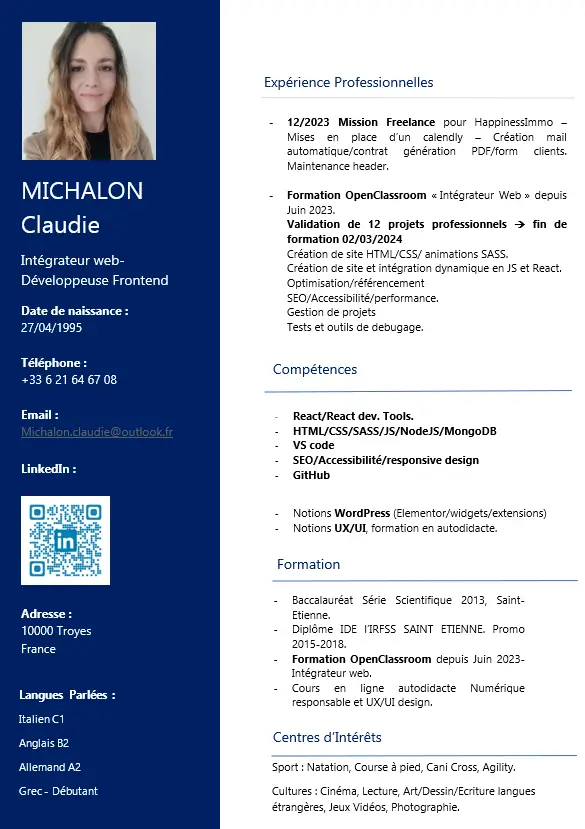 MICHALON
Claudie
Intégrateur web-
Développeuse Frontend
Date de naissance :
27/04/1995
Téléphone :
+33 6 21 64 67 08
Email :
Michalon.claudie@outlook.fr
LinkedIn :
in
Adresse :
10000 Troyes
France
Langues Parlées :
Italien C1
Anglais B2
Allemand A2
Grec - Débutant
Expérience Professionnelles
- 12/2023 Mission Freelance pour HappinessImmo –
Mises en place d'un calendly – Création mail
automatique/contrat génération PDF/form clients.
Maintenance header.
- Formation OpenClassroom « Intégrateur Web » depuis
Juin 2023.
Validation de 12 projets professionnels → fin de
formation 02/03/2024
Création de site HTML/CSS/ animations SASS.
Création de site et intégration dynamique en JS et React.
Optimisation/référencement
SEO/Accessibilité/performance.
Gestion de projets
Tests et outils de debugage.
Compétences
- React/React dev. Tools.
- HTML/CSS/SASS/JS/NodeJS/MongoDB
- VS code
- SEO/Accessibilité/responsive design
- GitHub
- Notions WordPress (Elementor/widgets/extensions)
- Notions UX/UI, formation en autodidacte.
Formation
- Baccalauréat Série Scientifique 2013, Saint-
Etienne.
- Diplôme IDE l'IRFSS SAINT ETIENNE. Promo
2015-2018.
- Formation OpenClassroom depuis Juin 2023-
Intégrateur web.
- Cours en ligne autodidacte Numérique
responsable et UX/UI design.
Centres d'Intérêts
Sport : Natation, Course à pied, Cani Cross, Agility.
Cultures : Cinéma, Lecture, Art/Dessin/Ecriture langues
étrangères, Jeux Vidéos, Photographie.